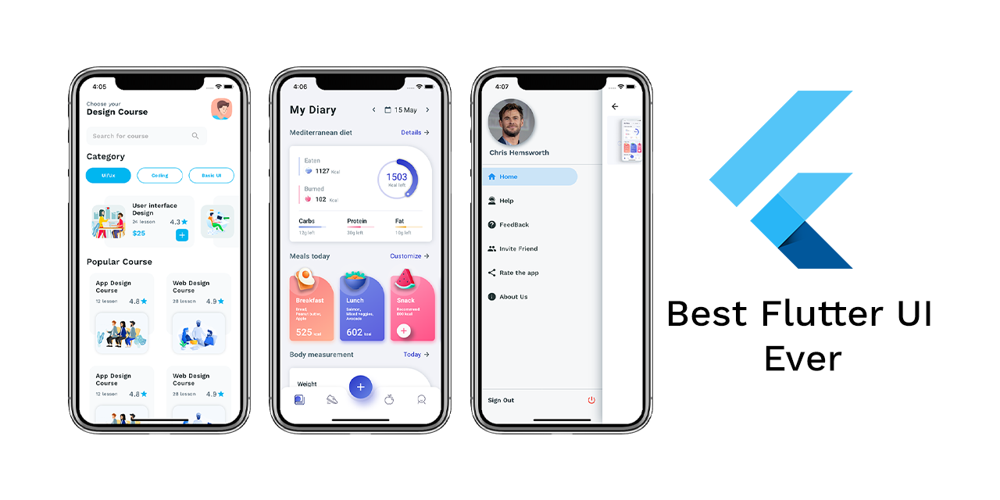 4:05
Choose your
Design Course
Search for course
Category
Ui/Ux
Coding
Basic UI
User interface
Design
24 lesson
4.3
$25
Popular Course
App Design
Course
12 lesson
4.8
Web Design
Course
28 lesson
4.9
App Design
Course
12 lesson
4.8
Web Design
Course
28 lesson
4.9
4:06
My Diary
15 May
Mediterranean diet
Details
Eaten
1127 Kcal
Burned
102 Kcal
1503
Kcal left
Carbs
12g left
Protein
30g left
Fat
10g left
Meals today
Customize
Breakfast
Bread,
Peanut butter,
Apple
525 kcal
Lunch
Salmon,
Mixed veggies,
Avocado
602 kcal
Snack
Recommend
800 kcal
Body measurement
Today
Weight
4:07
Chris Hemsworth
Home
Help
FeedBack
Invite Friend
Rate the app
About Us
Sign Out
Best Flutter UI
Ever